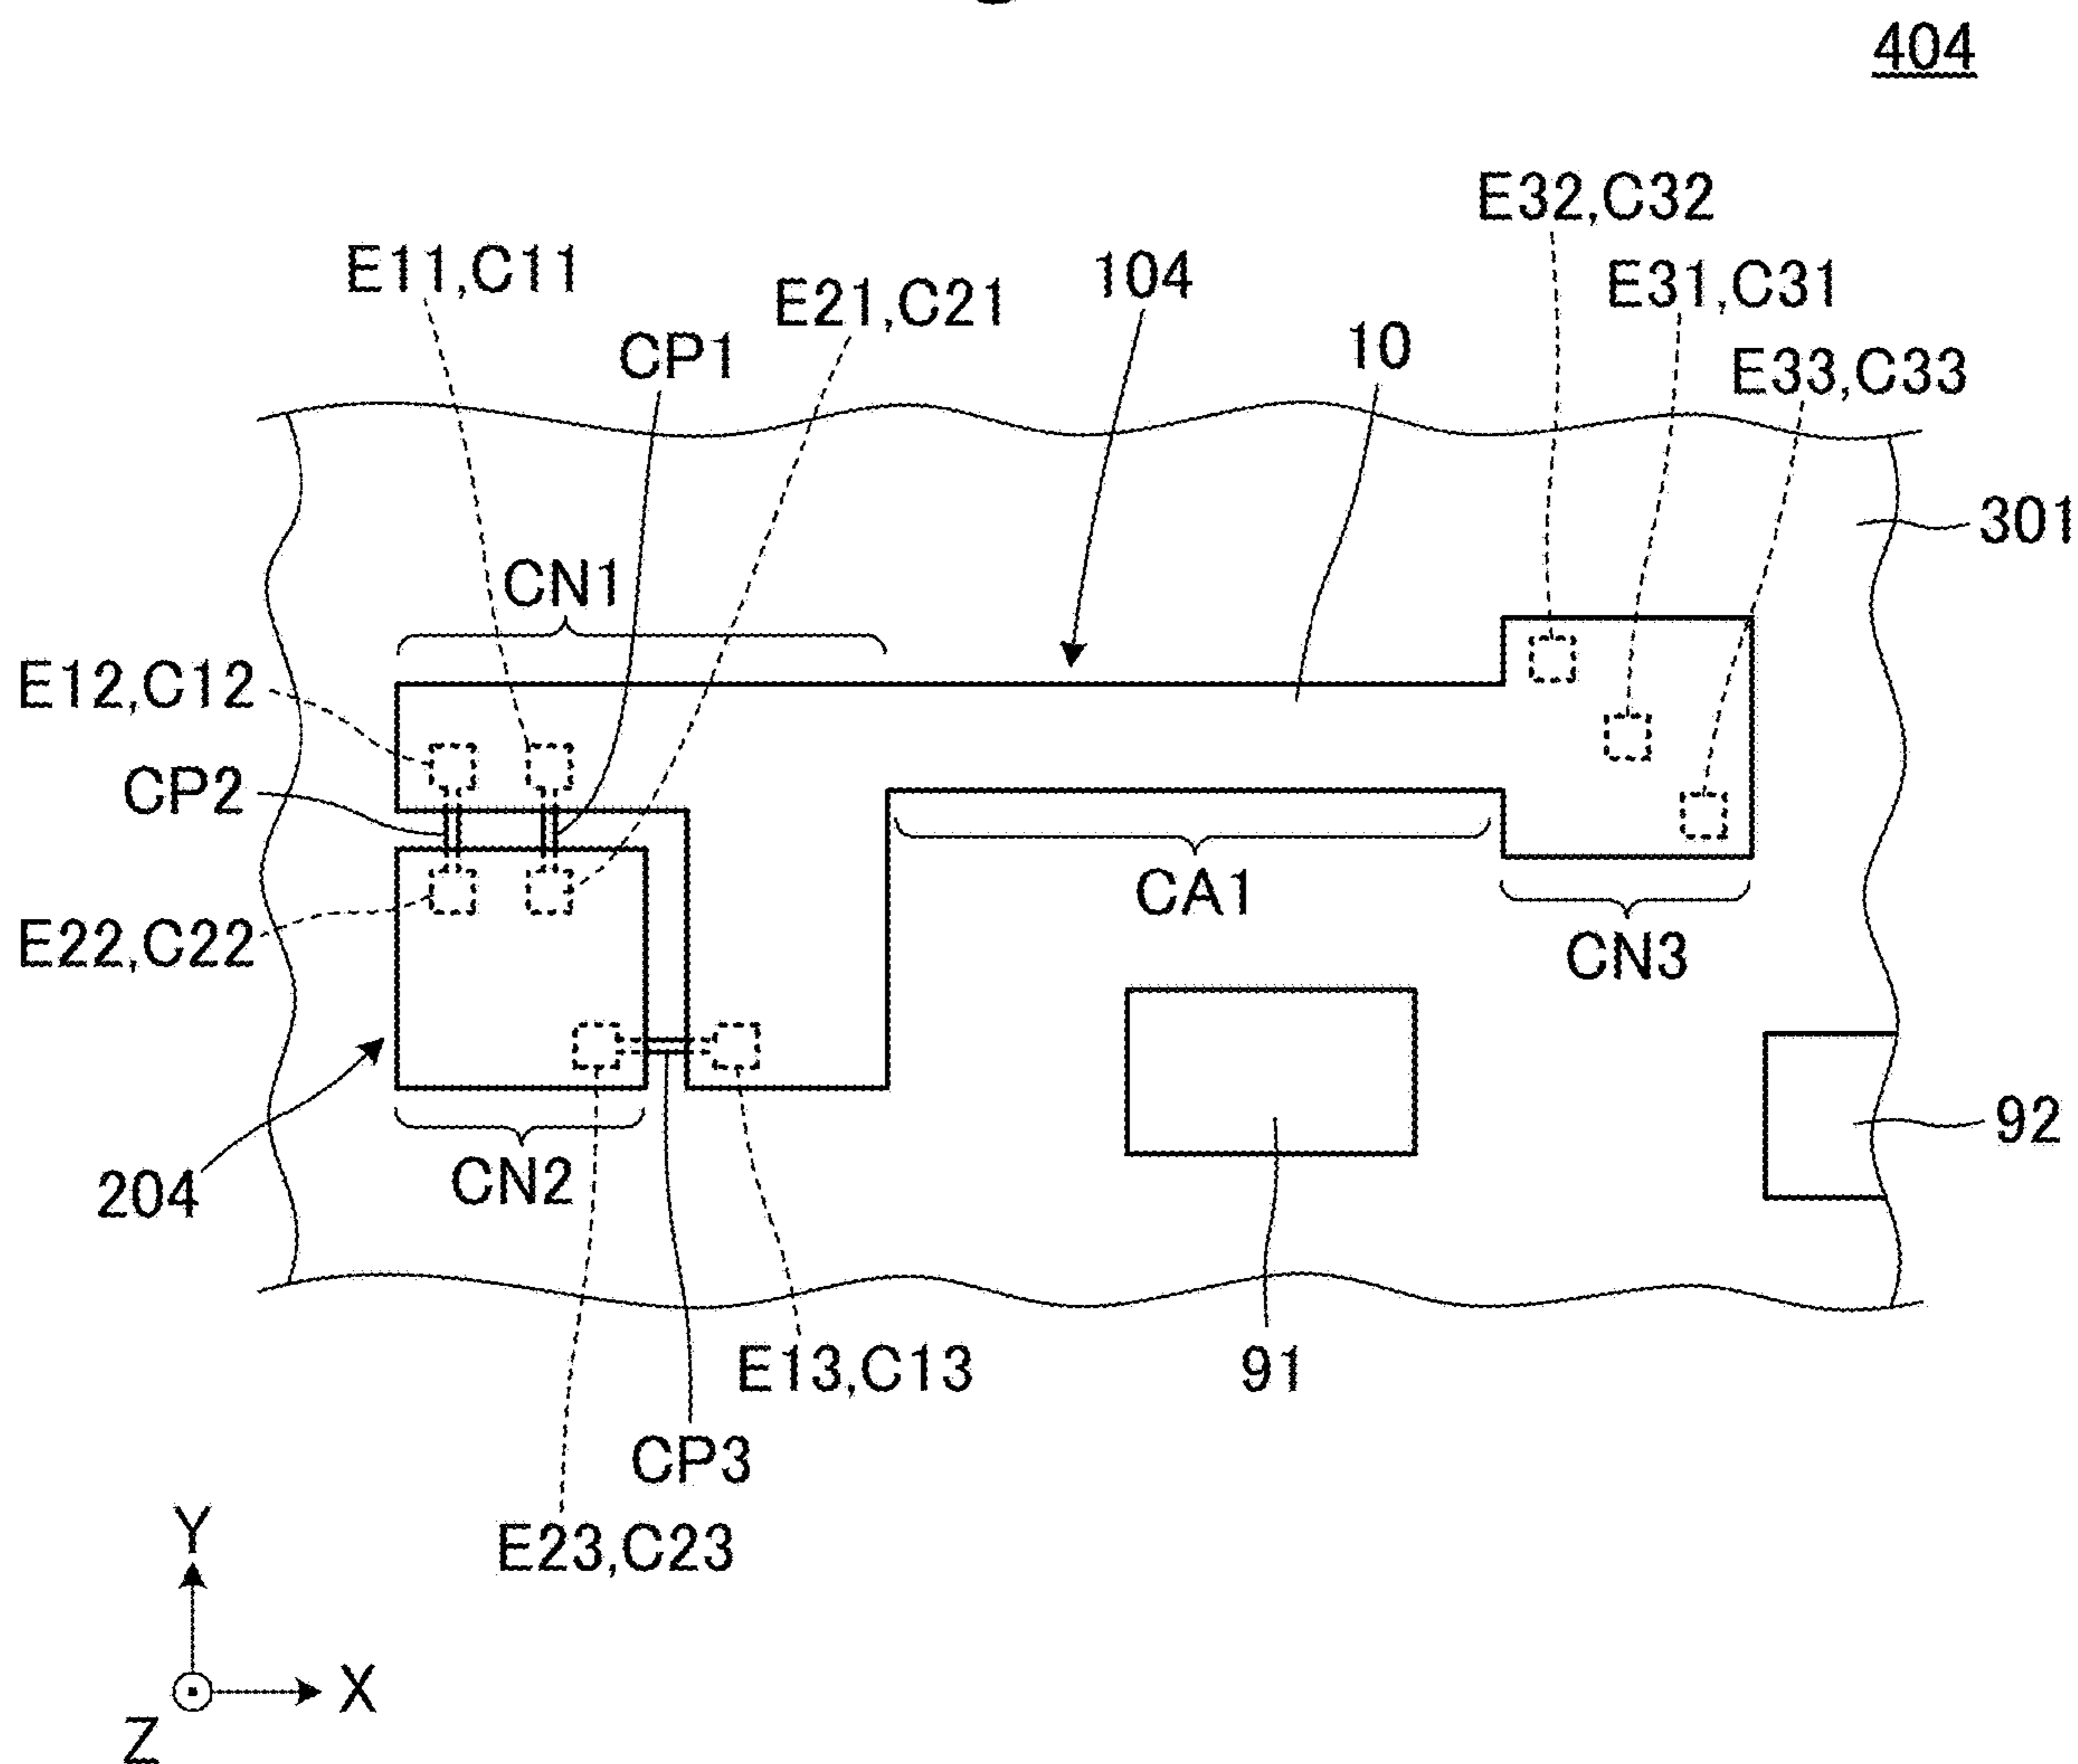 404
E32,C32
E11,C11
104
E31,C31
E21,C21
CP1
10
E33,C33
301
CN1
E12,C12
CP2
CA1
E22,C22
CN3
92
CN2
204
E13,C13
91
CP3
Y
E23,C23
X
Z